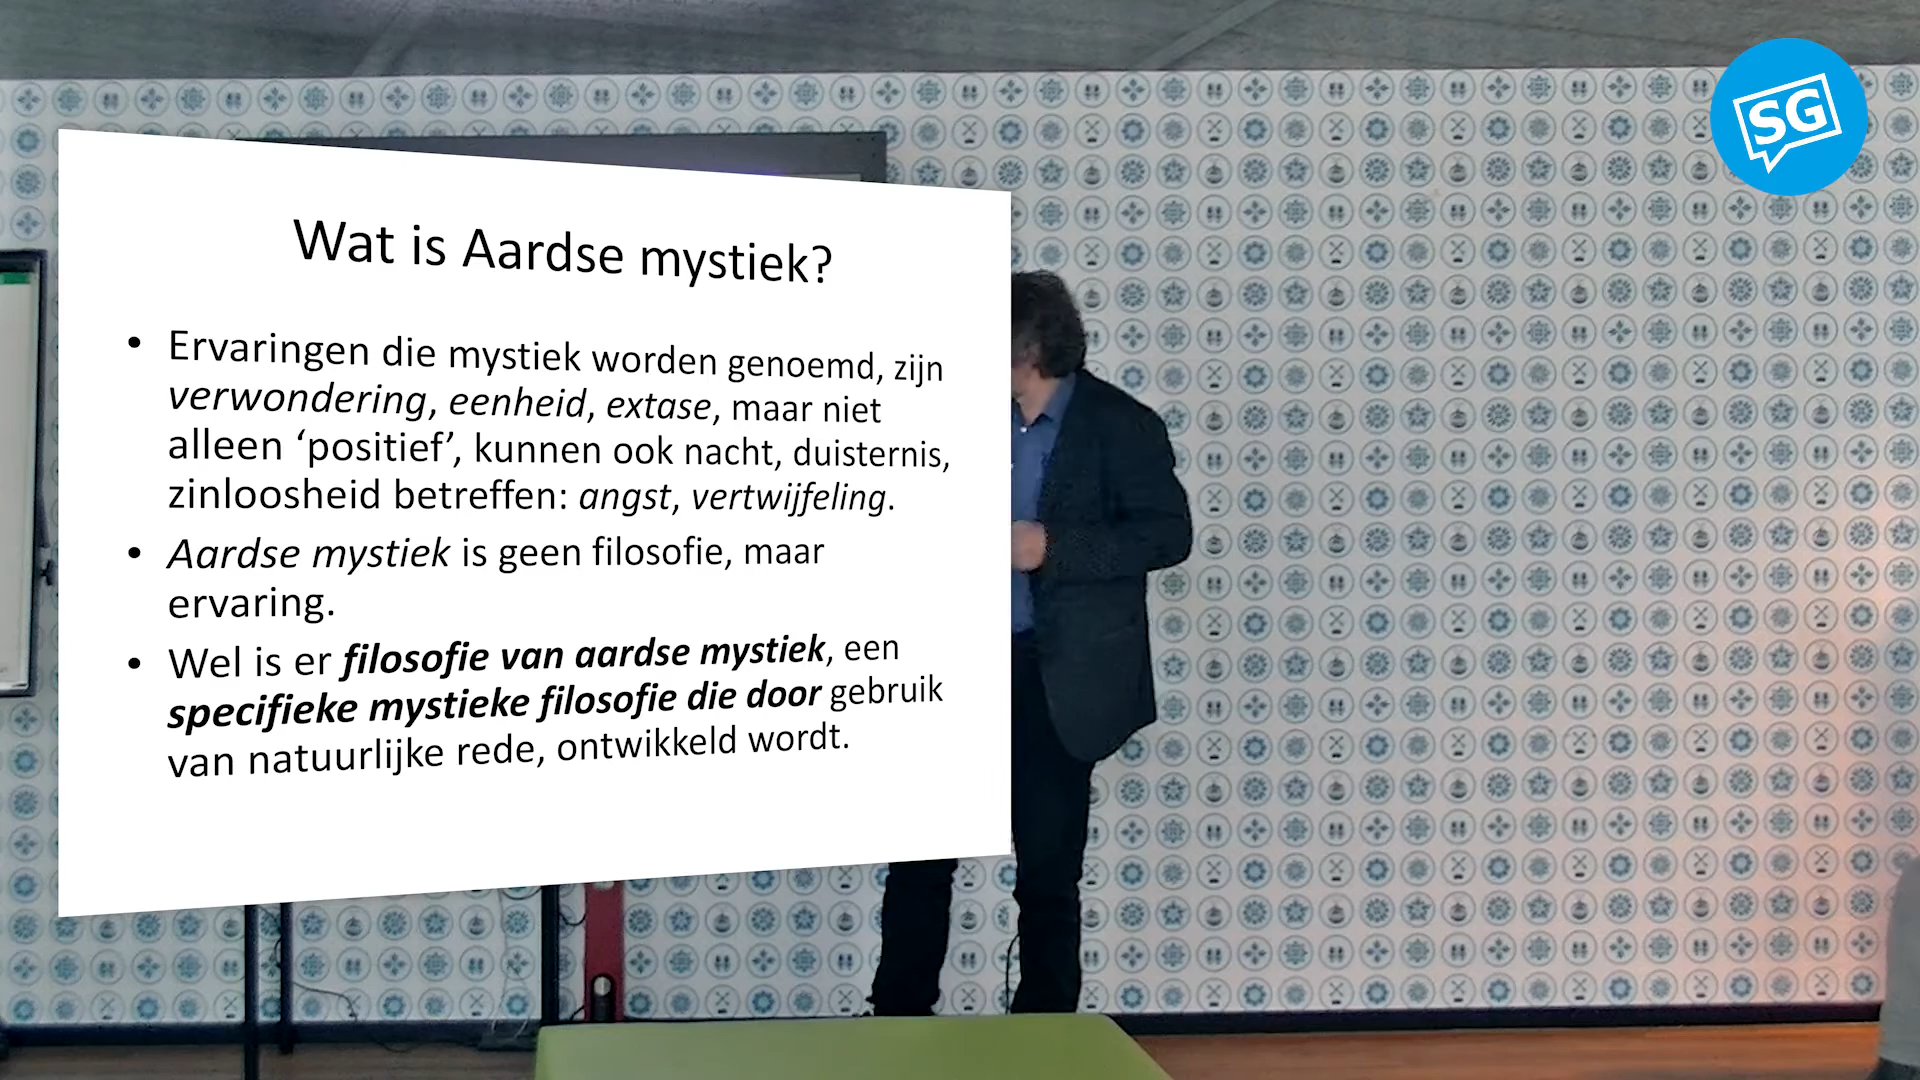 SG
Wat is Aardse mystiek?
• Ervaringen die mystiek worden genoemd, zijn
verwondering, eenheid, extase, maar niet
alleen ‘positief’, kunnen ook nacht, duisternis,
zinloosheid betreffen: angst, vertwijfeling.
• Aardse mystiek is geen filosofie, maar
ervaring.
• Wel is er filosofie van aardse mystiek, een
specifieke mystieke filosofie die door gebruik
van natuurlijke rede, ontwikkeld wordt.